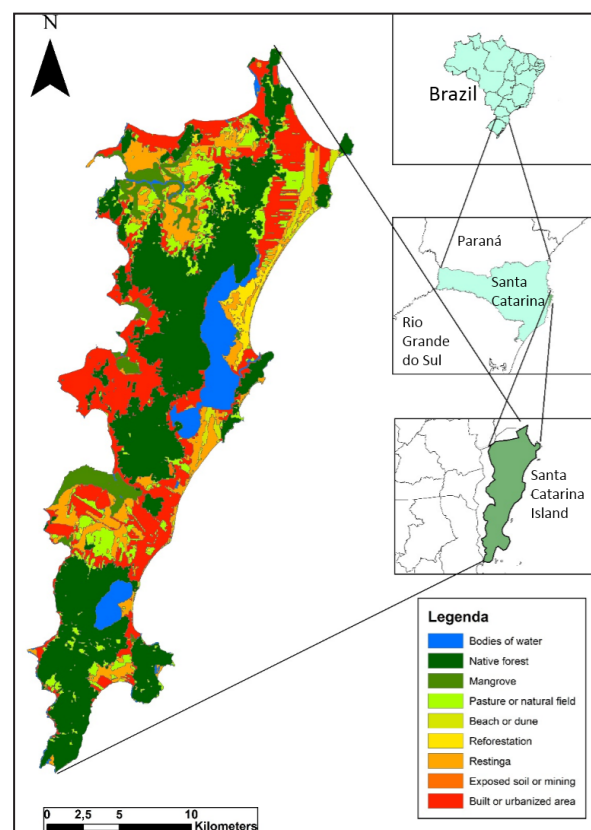 N
Brazil
Paraná
Santa
Catarina
Rio
Grande
do Sul
Santa
Catarina
Island
Legenda
Bodies of water
Native forest
Mangrove
Pasture or natural field
Beach or dune
Reforestation
Restinga
Exposed soil or mining
Built or urbanized area
0 2,5 5 10
Kilometers